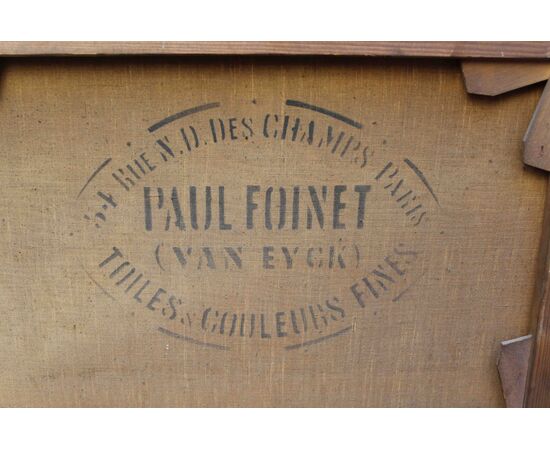 54 RUE N.D. DES CHAMPS PARIS
PAUL FOINET
(VAN EYCK)
TOILES & COULEURS FINES